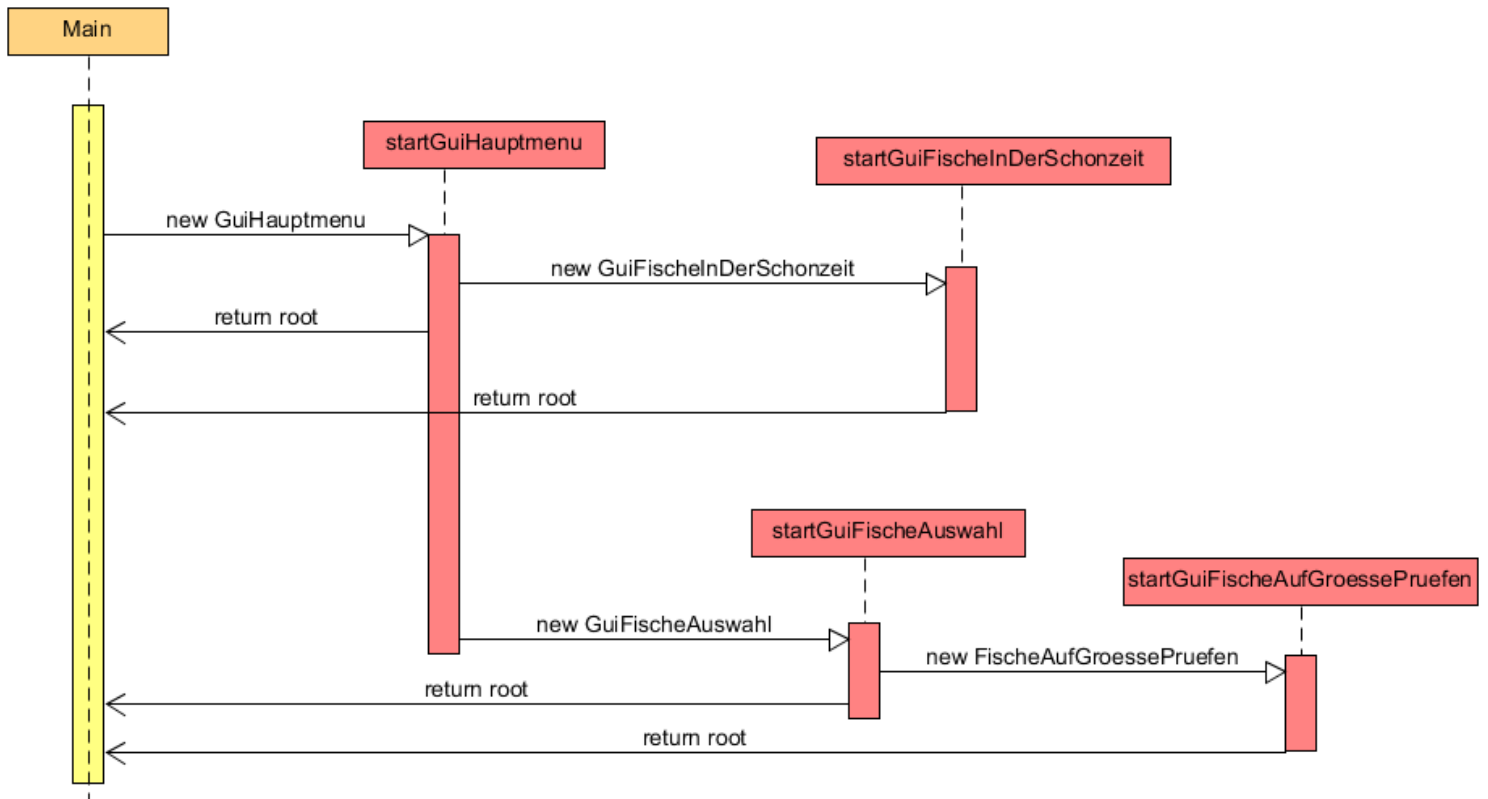 Main
startGuiHauptmenu
startGuiFischeInDerSchonzeit
new GuiHauptmenu
new GuiFischeInDerSchonzeit
return root
return root
startGuiFischeAuswahl
startGuiFischeAufGroessePruefen
new GuiFischeAuswahl
new FischeAufGroessePruefen
return root
return root